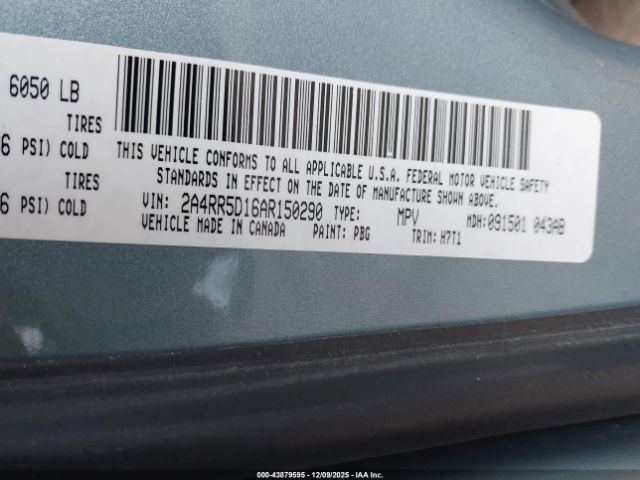 6050 LB
TIRES
6 PSI) COLD
THIS VEHICLE CONFORMS TO ALL APPLICABLE U.S.A. FEDERAL MOTOR VEHICLE SAFETY
STANDARDS IN EFFECT ON THE DATE OF MANUFACTURE SHOWN ABOVE.
TIRES
6 PSI) COLD
VIN: 2A4RR5D16AR150290 TYPE: MPV MDH:091501 043AB
VEHICLE MADE IN CANADA PAINT: PBG TRIM: H7T1
000-43879595 - 12/09/2025 - IAA Inc.